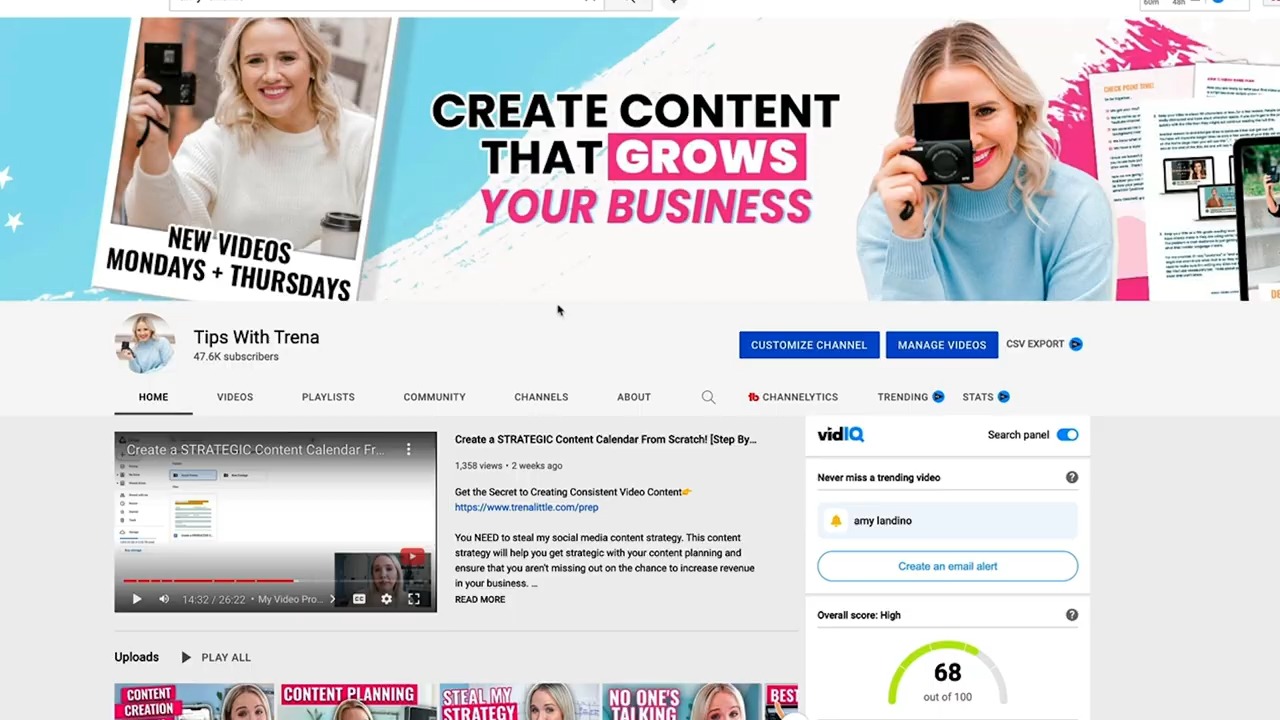 60m
48h
CREATE CONTENT
THAT GROWS
YOUR BUSINESS
NEW VIDEOS
MONDAYS + THURSDAYS
CHECK POINT TIME!
Tips With Trena
47.6K subscribers
CUSTOMIZE CHANNEL
MANAGE VIDEOS
CSV EXPORT
HOME
VIDEOS
PLAYLISTS
COMMUNITY
CHANNELS
ABOUT
CHANNELYTICS
TRENDING
STATS
Create a STRATEGIC Content Calendar Fr...
14:32 / 26:22 • My Video Pro...
CC
Create a STRATEGIC Content Calendar From Scratch! [Step By...
1,358 views • 2 weeks ago
Get the Secret to Creating Consistent Video Content👉
https://www.trenalittle.com/prep
You NEED to steal my social media content strategy. This content
strategy will help you get strategic with your content planning and
ensure that you aren't missing out on the chance to increase revenue
in your business. ...
READ MORE
vidIQ
Search panel
Never miss a trending video
?
amy landino
Create an email alert
Overall score: High
?
68
out of 100
Uploads
PLAY ALL
CONTENT
CREATION
CONTENT PLANNING
STEAL MY
STRATEGY
NO ONE'S
TALKING
BEST